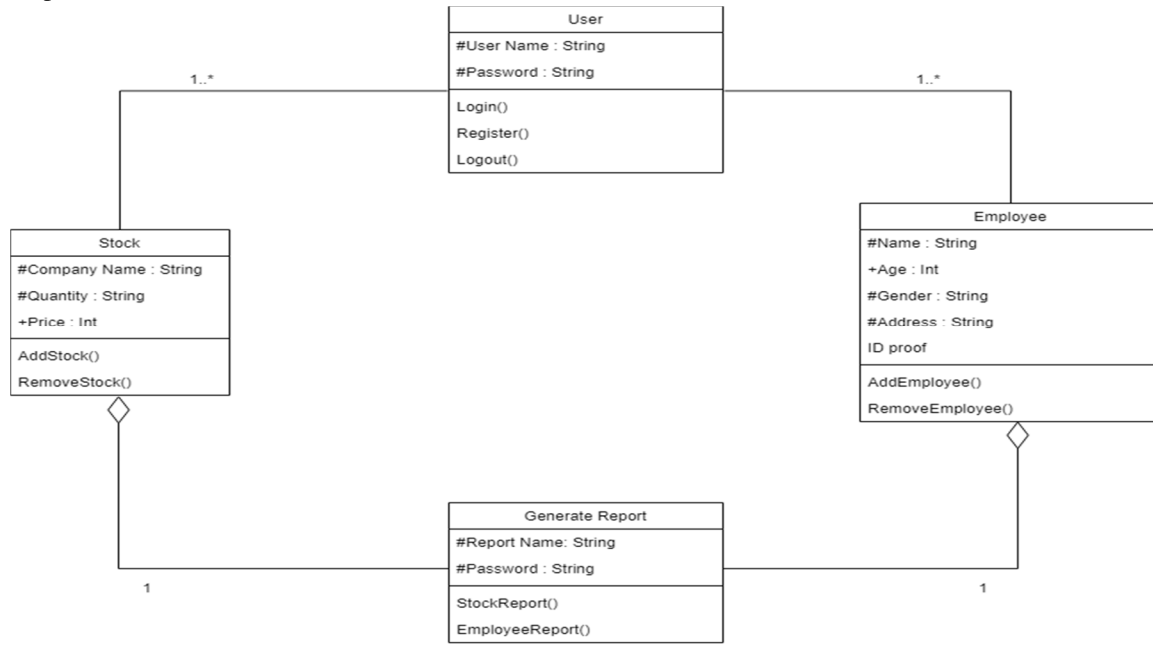 User
#User Name : String
#Password : String
Login()
Register()
Logout()
1..*
1..*
Stock
#Company Name : String
#Quantity : String
+Price : Int
AddStock()
RemoveStock()
Employee
#Name : String
+Age : Int
#Gender : String
#Address : String
ID proof
AddEmployee()
RemoveEmployee()
Generate Report
#Report Name: String
#Password : String
StockReport()
EmployeeReport()
1
1